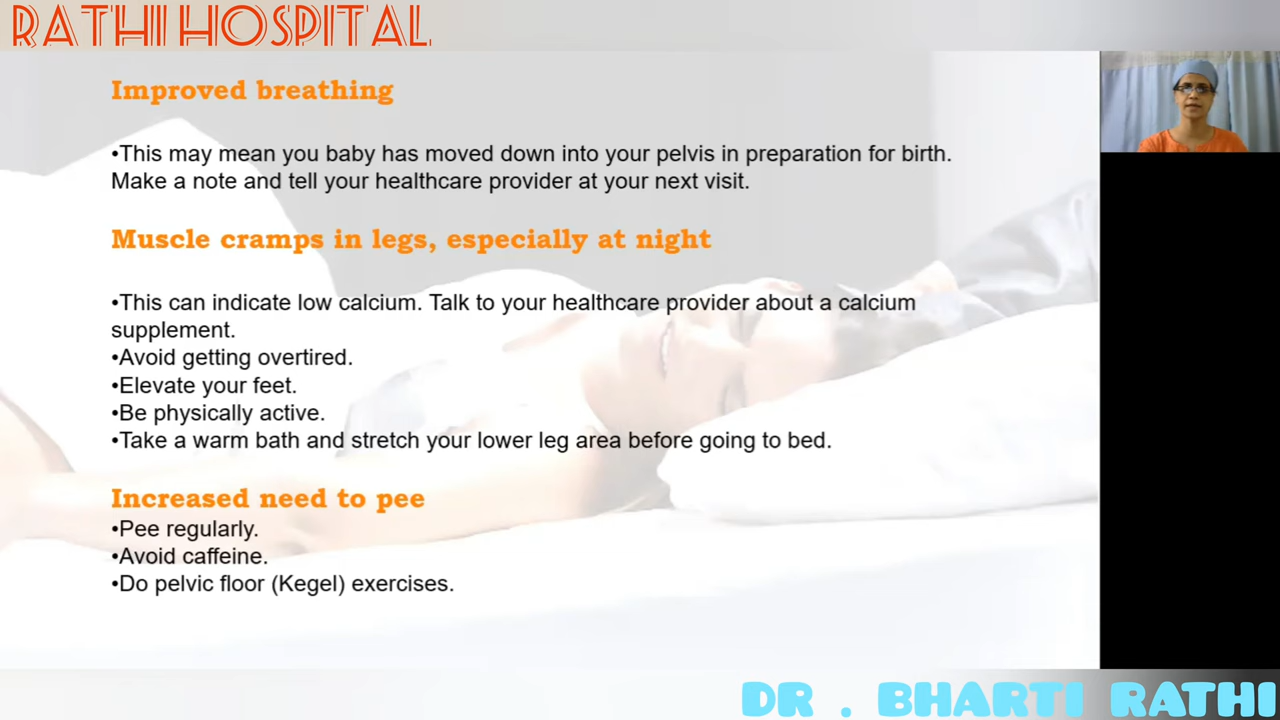 RATHI HOSPITAL
Improved breathing
•This may mean you baby has moved down into your pelvis in preparation for birth.
Make a note and tell your healthcare provider at your next visit.
Muscle cramps in legs, especially at night
•This can indicate low calcium. Talk to your healthcare provider about a calcium
supplement.
•Avoid getting overtired.
•Elevate your feet.
•Be physically active.
•Take a warm bath and stretch your lower leg area before going to bed.
Increased need to pee
•Pee regularly.
•Avoid caffeine.
•Do pelvic floor (Kegel) exercises.
DR . BHARTI RATHI